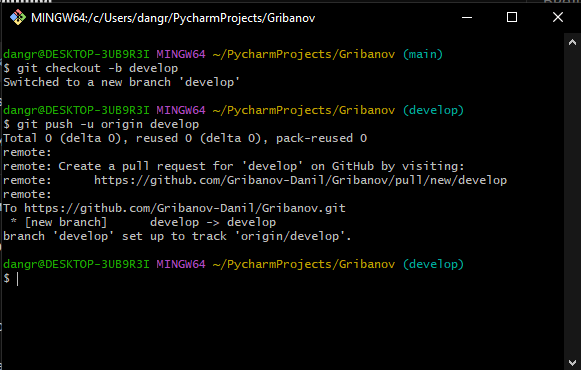 MINGW64:/c/Users/dangr/PycharmProjects/Gribanov
dangr@DESKTOP-3UB9R3I MINGW64 ~/PycharmProjects/Gribanov (main)
$ git checkout -b develop
Switched to a new branch 'develop'
dangr@DESKTOP-3UB9R3I MINGW64 ~/PycharmProjects/Gribanov (develop)
$ git push -u origin develop
Total 0 (delta 0), reused 0 (delta 0), pack-reused 0
remote:
remote: Create a pull request for 'develop' on GitHub by visiting:
remote:      https://github.com/Gribanov-Danil/Gribanov/pull/new/develop
remote:
To https://github.com/Gribanov-Danil/Gribanov.git
 * [new branch]      develop -> develop
branch 'develop' set up to track 'origin/develop'.
dangr@DESKTOP-3UB9R3I MINGW64 ~/PycharmProjects/Gribanov (develop)
$